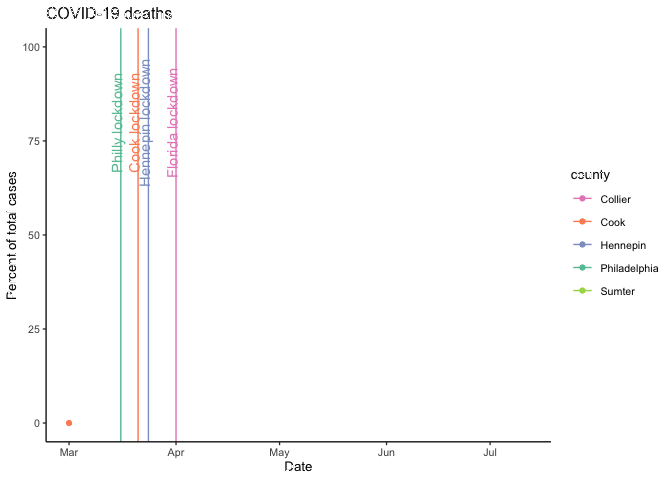 COVID-19 deaths
Percent of total cases
100
75
50
25
0
Philly lockdown
Cook lockdown
Hennepin lockdown
Florida lockdown
Mar
Apr
May
Jun
Jul
Date
county
Collier
Cook
Hennepin
Philadelphia
Sumter